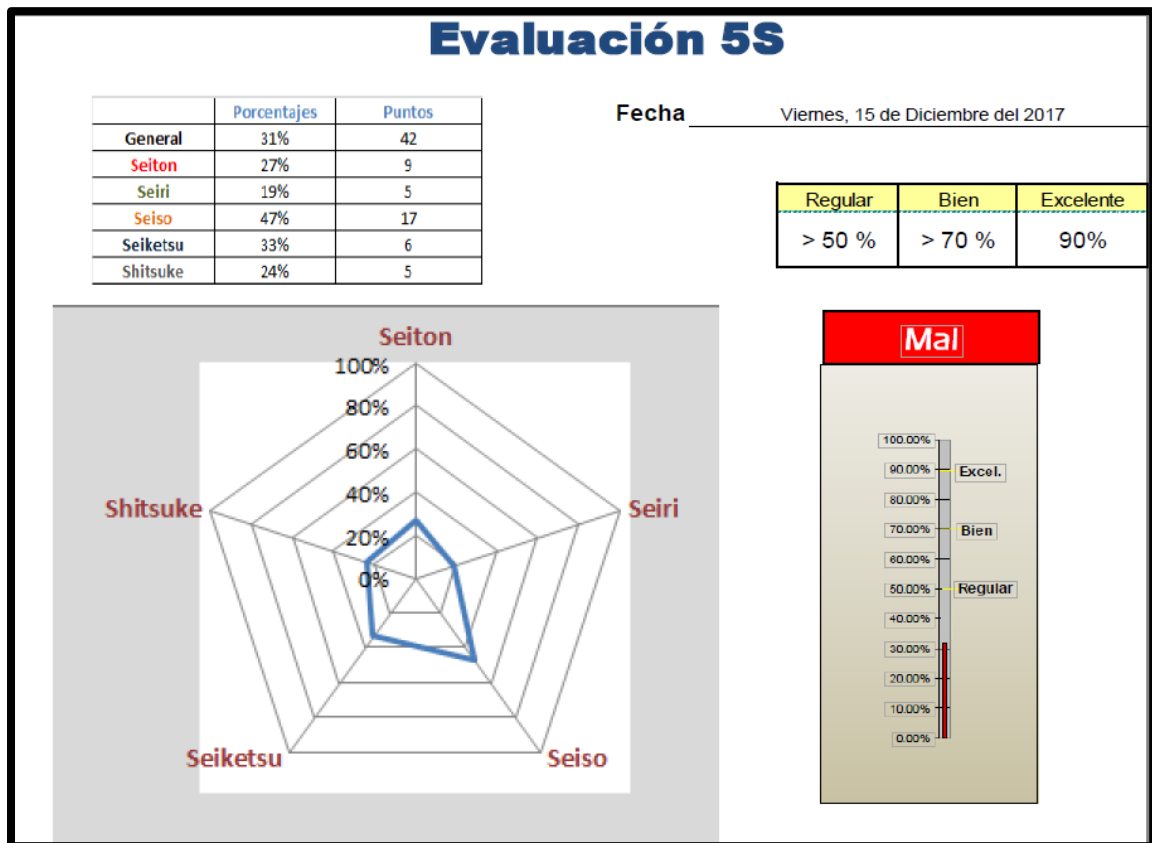 Evaluación 5S
Porcentajes Puntos
General 31% 42
Seiton 27% 9
Seiri 19% 5
Seiso 47% 17
Seiketsu 33% 6
Shitsuke 24% 5
Fecha Viernes, 15 de Diciembre del 2017
Regular Bien Excelente
> 50 % > 70 % 90%
Seiton
100%
80%
60%
40%
20%
0%
Shitsuke
Seiri
Seiketsu
Seiso
Mal
100.00%
90.00% Excel.
80.00%
70.00% Bien
60.00%
50.00% Regular
40.00%
30.00%
20.00%
10.00%
0.00%